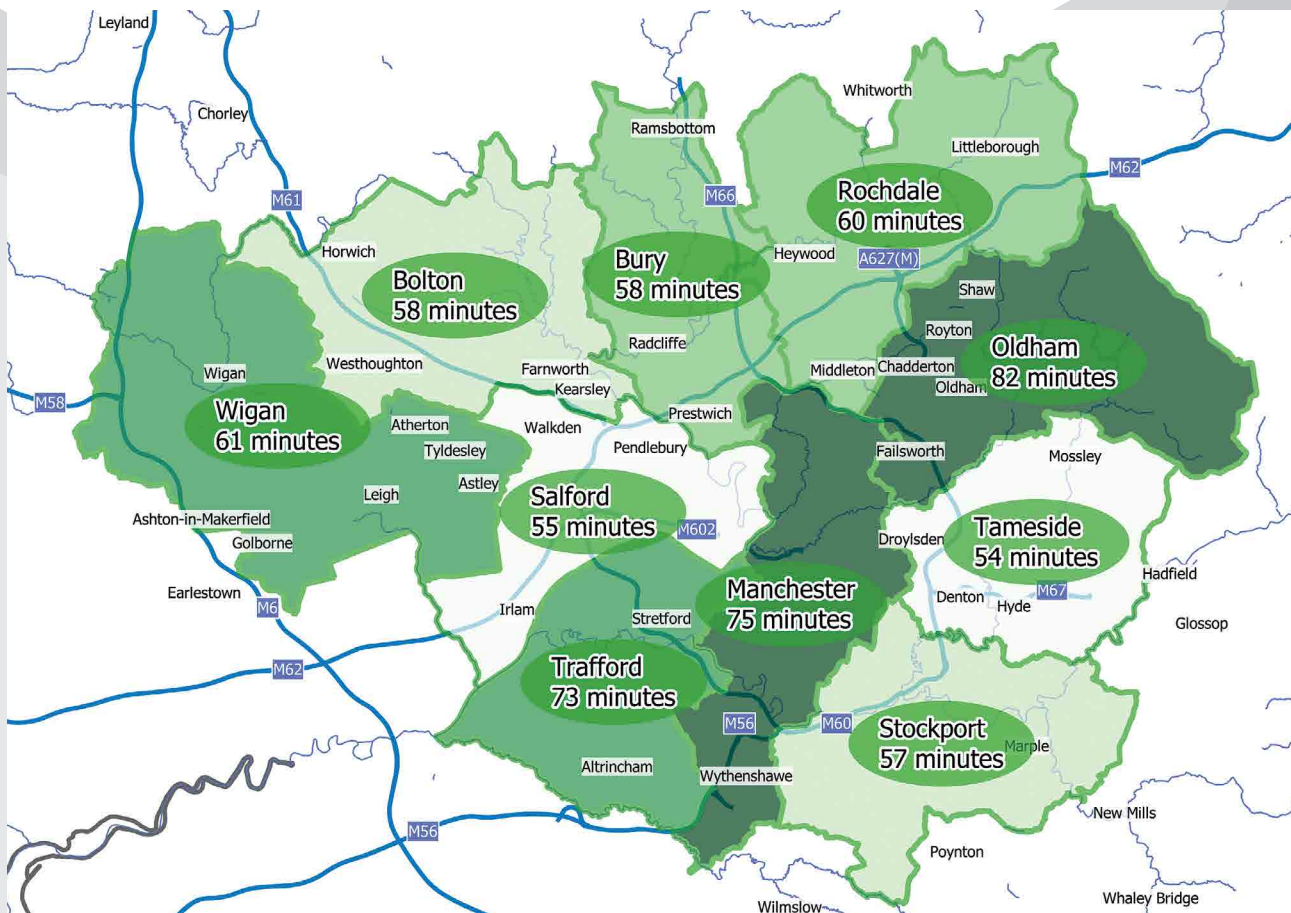 Leyland
Chorley
Whitworth
Ramsbottom
Littleborough
M62
M61
M66
Rochdale
60 minutes
Horwich
Heywood
A627(M)
Bolton
58 minutes
Bury
58 minutes
Shaw
Royton
Radcliffe
Oldham
82 minutes
Westhoughton
Farnworth
Middleton
Chadderton
Wigan
Kearsley
Oldham
M58
Wigan
61 minutes
Prestwich
Atherton
Walkden
Tyldesley
Pendlebury
Failsworth
Mossley
Astley
Leigh
Salford
55 minutes
M602
Ashton-in-Makerfield
Golborne
Droylsden
Tameside
54 minutes
Hadfield
Earlestown
M6
Irlam
Stretford
Manchester
75 minutes
Denton
Hyde
M67
Glossop
M62
Trafford
73 minutes
M56
M60
Stockport
57 minutes
Marple
Altrincham
Wythenshawe
New Mills
M56
Poynton
Wilmslow
Whaley Bridge